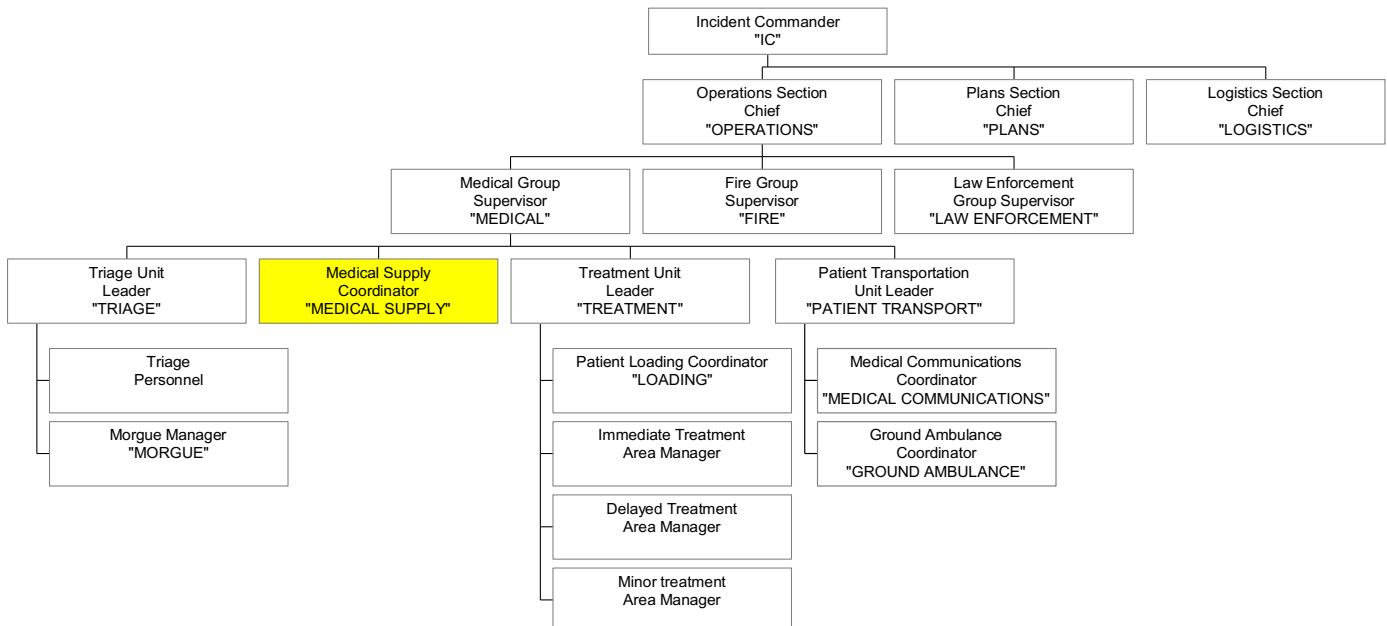 Incident Commander
"IC"
Operations Section
Chief
"OPERATIONS"
Plans Section
Chief
"PLANS"
Logistics Section
Chief
"LOGISTICS"
Medical Group
Supervisor
"MEDICAL"
Fire Group
Supervisor
"FIRE"
Law Enforcement
Group Supervisor
"LAW ENFORCEMENT"
Triage Unit
Leader
"TRIAGE"
Medical Supply
Coordinator
"MEDICAL SUPPLY"
Treatment Unit
Leader
"TREATMENT"
Patient Transportation
Unit Leader
"PATIENT TRANSPORT"
Triage
Personnel
Morgue Manager
"MORGUE"
Patient Loading Coordinator
"LOADING"
Immediate Treatment
Area Manager
Delayed Treatment
Area Manager
Minor treatment
Area Manager
Medical Communications
Coordinator
"MEDICAL COMMUNICATIONS"
Ground Ambulance
Coordinator
"GROUND AMBULANCE"